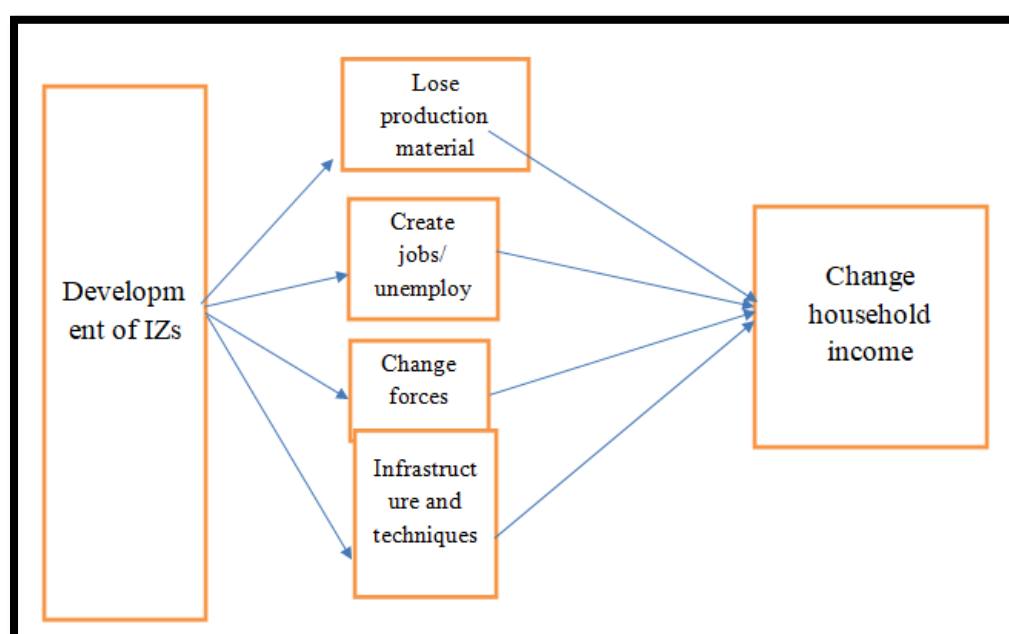 Developm
ent of IZs
Lose
production
material
Create
jobs/
unemploy
Change
forces
Infrastruct
ure and
techniques
Change
household
income